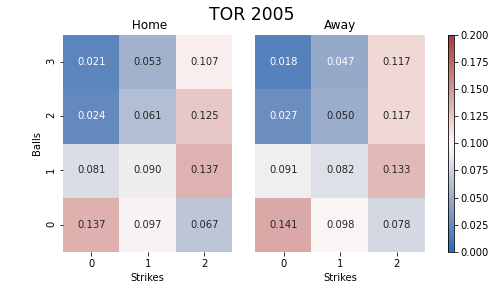 TOR 2005
Home Away
3 0.021 0.053 0.107 0.018 0.047 0.117
2 0.024 0.061 0.125 0.027 0.050 0.117
1 0.081 0.090 0.137 0.091 0.082 0.133
0 0.137 0.097 0.067 0.141 0.098 0.078
Balls
0 1 2 0 1 2
Strikes Strikes
0.200
0.175
0.150
0.125
0.100
0.075
0.050
0.025
0.000